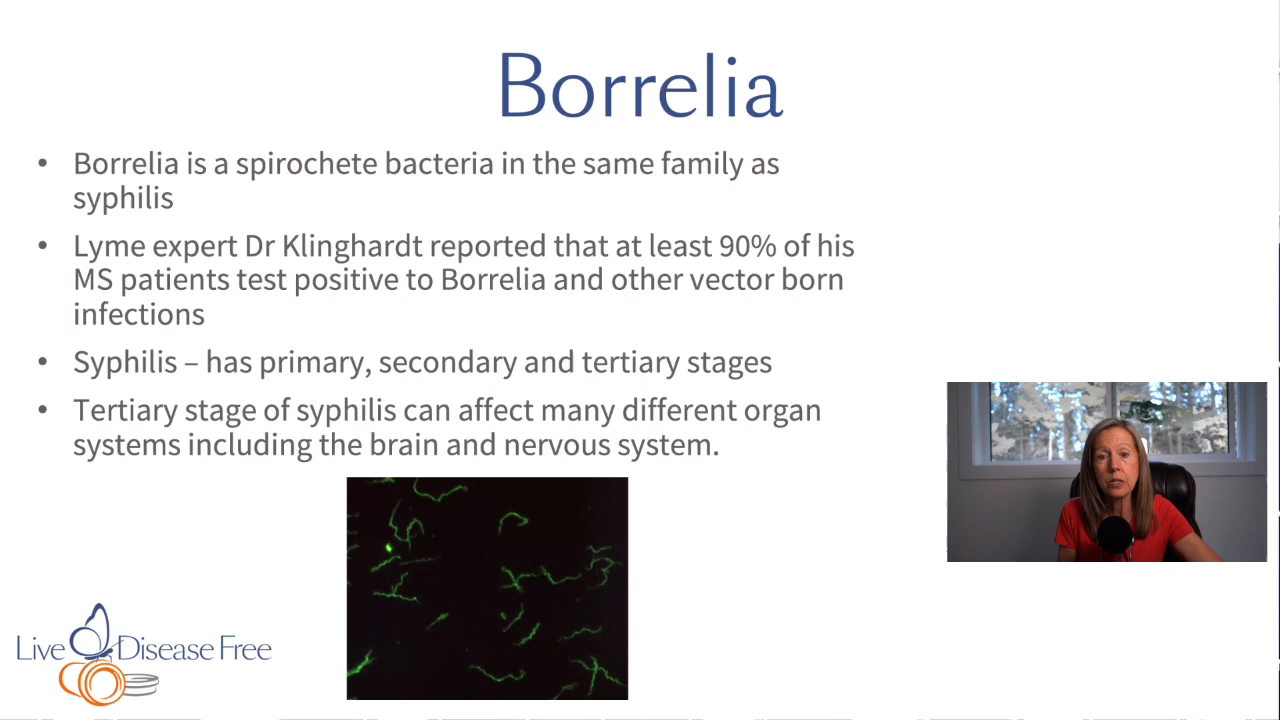 Borrelia
• Borrelia is a spirochete bacteria in the same family as
syphilis
• Lyme expert Dr Klinghardt reported that at least 90% of his
MS patients test positive to Borrelia and other vector born
infections
• Syphilis – has primary, secondary and tertiary stages
• Tertiary stage of syphilis can affect many different organ
systems including the brain and nervous system.
Live Disease Free